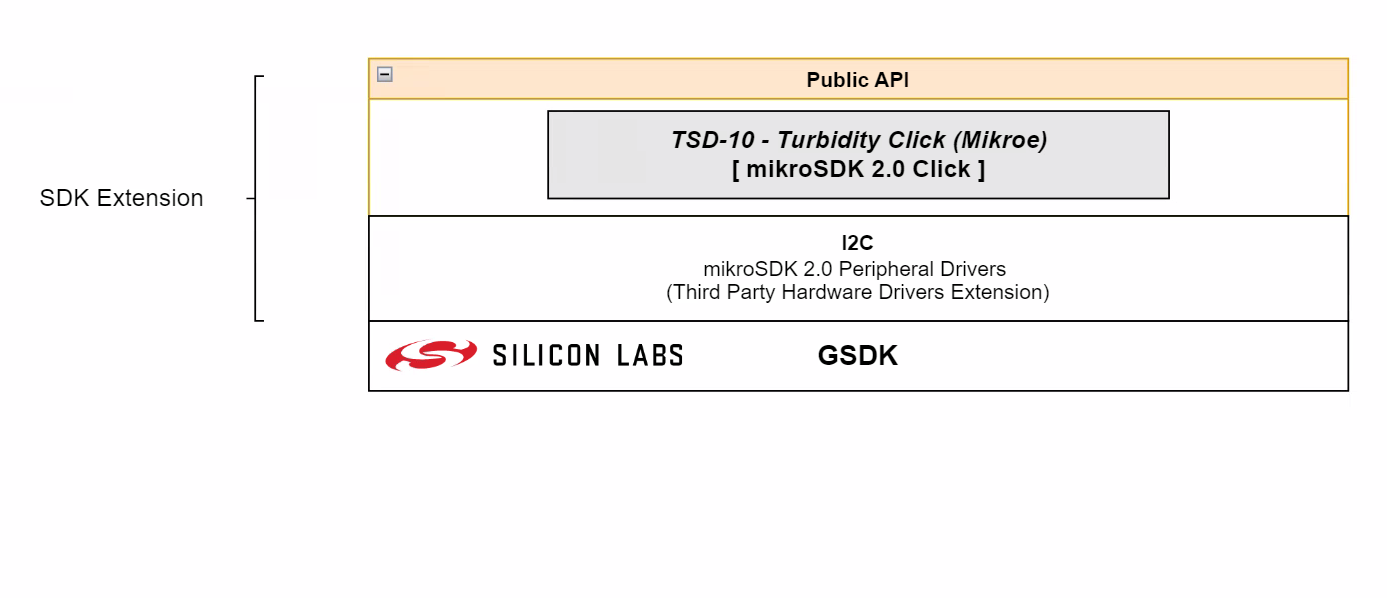 Public API
TSD-10 - Turbidity Click (Mikroe)
[ mikroSDK 2.0 Click ]
SDK Extension
I2C
mikroSDK 2.0 Peripheral Drivers
(Third Party Hardware Drivers Extension)
SILICON LABS GSDK